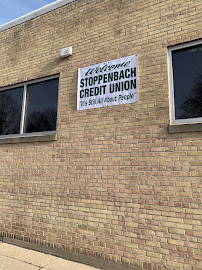 Welcome
STOPPENBACH
CREDIT UNION
"It's Still All About People"